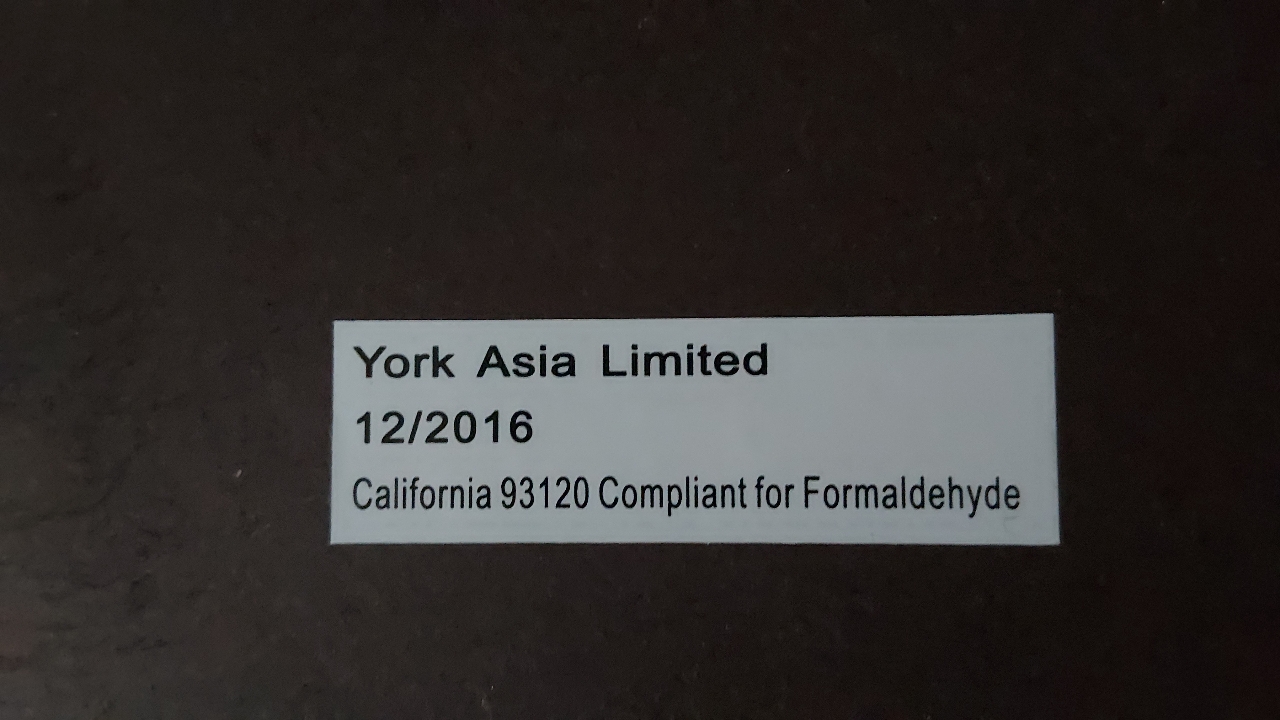 York Asia Limited
12/2016
California 93120 Compliant for Formaldehyde